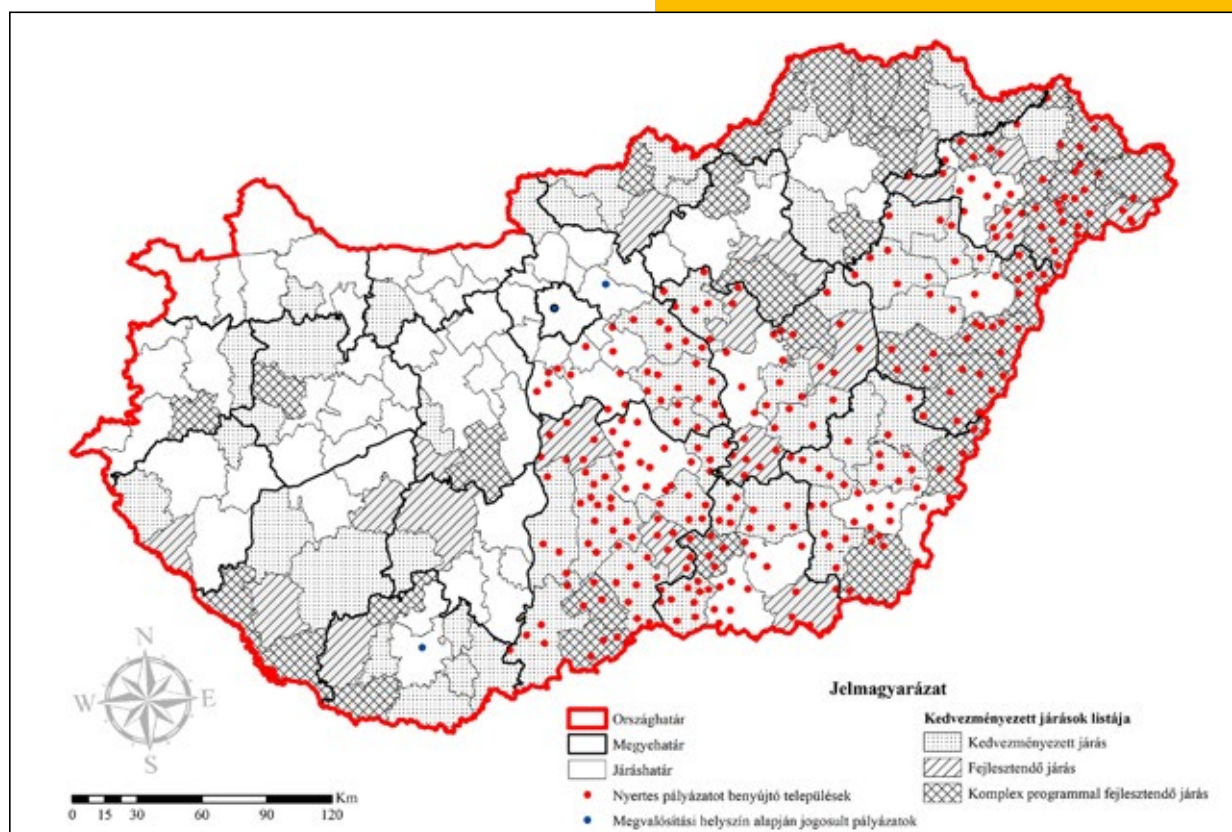 N
W E
S
Km
0 15 30 60 90 120
Jelmagyarázat
Országhatár
Megyehatár
Járáshatár
Nyertes pályázatot benyújtó települések
Megvalósítási helyszín alapján jogosult pályázatok
Kedvezményezett járások listája
Kedvezményezett járás
Fejlesztendő járás
Komplex programmal fejlesztendő járás